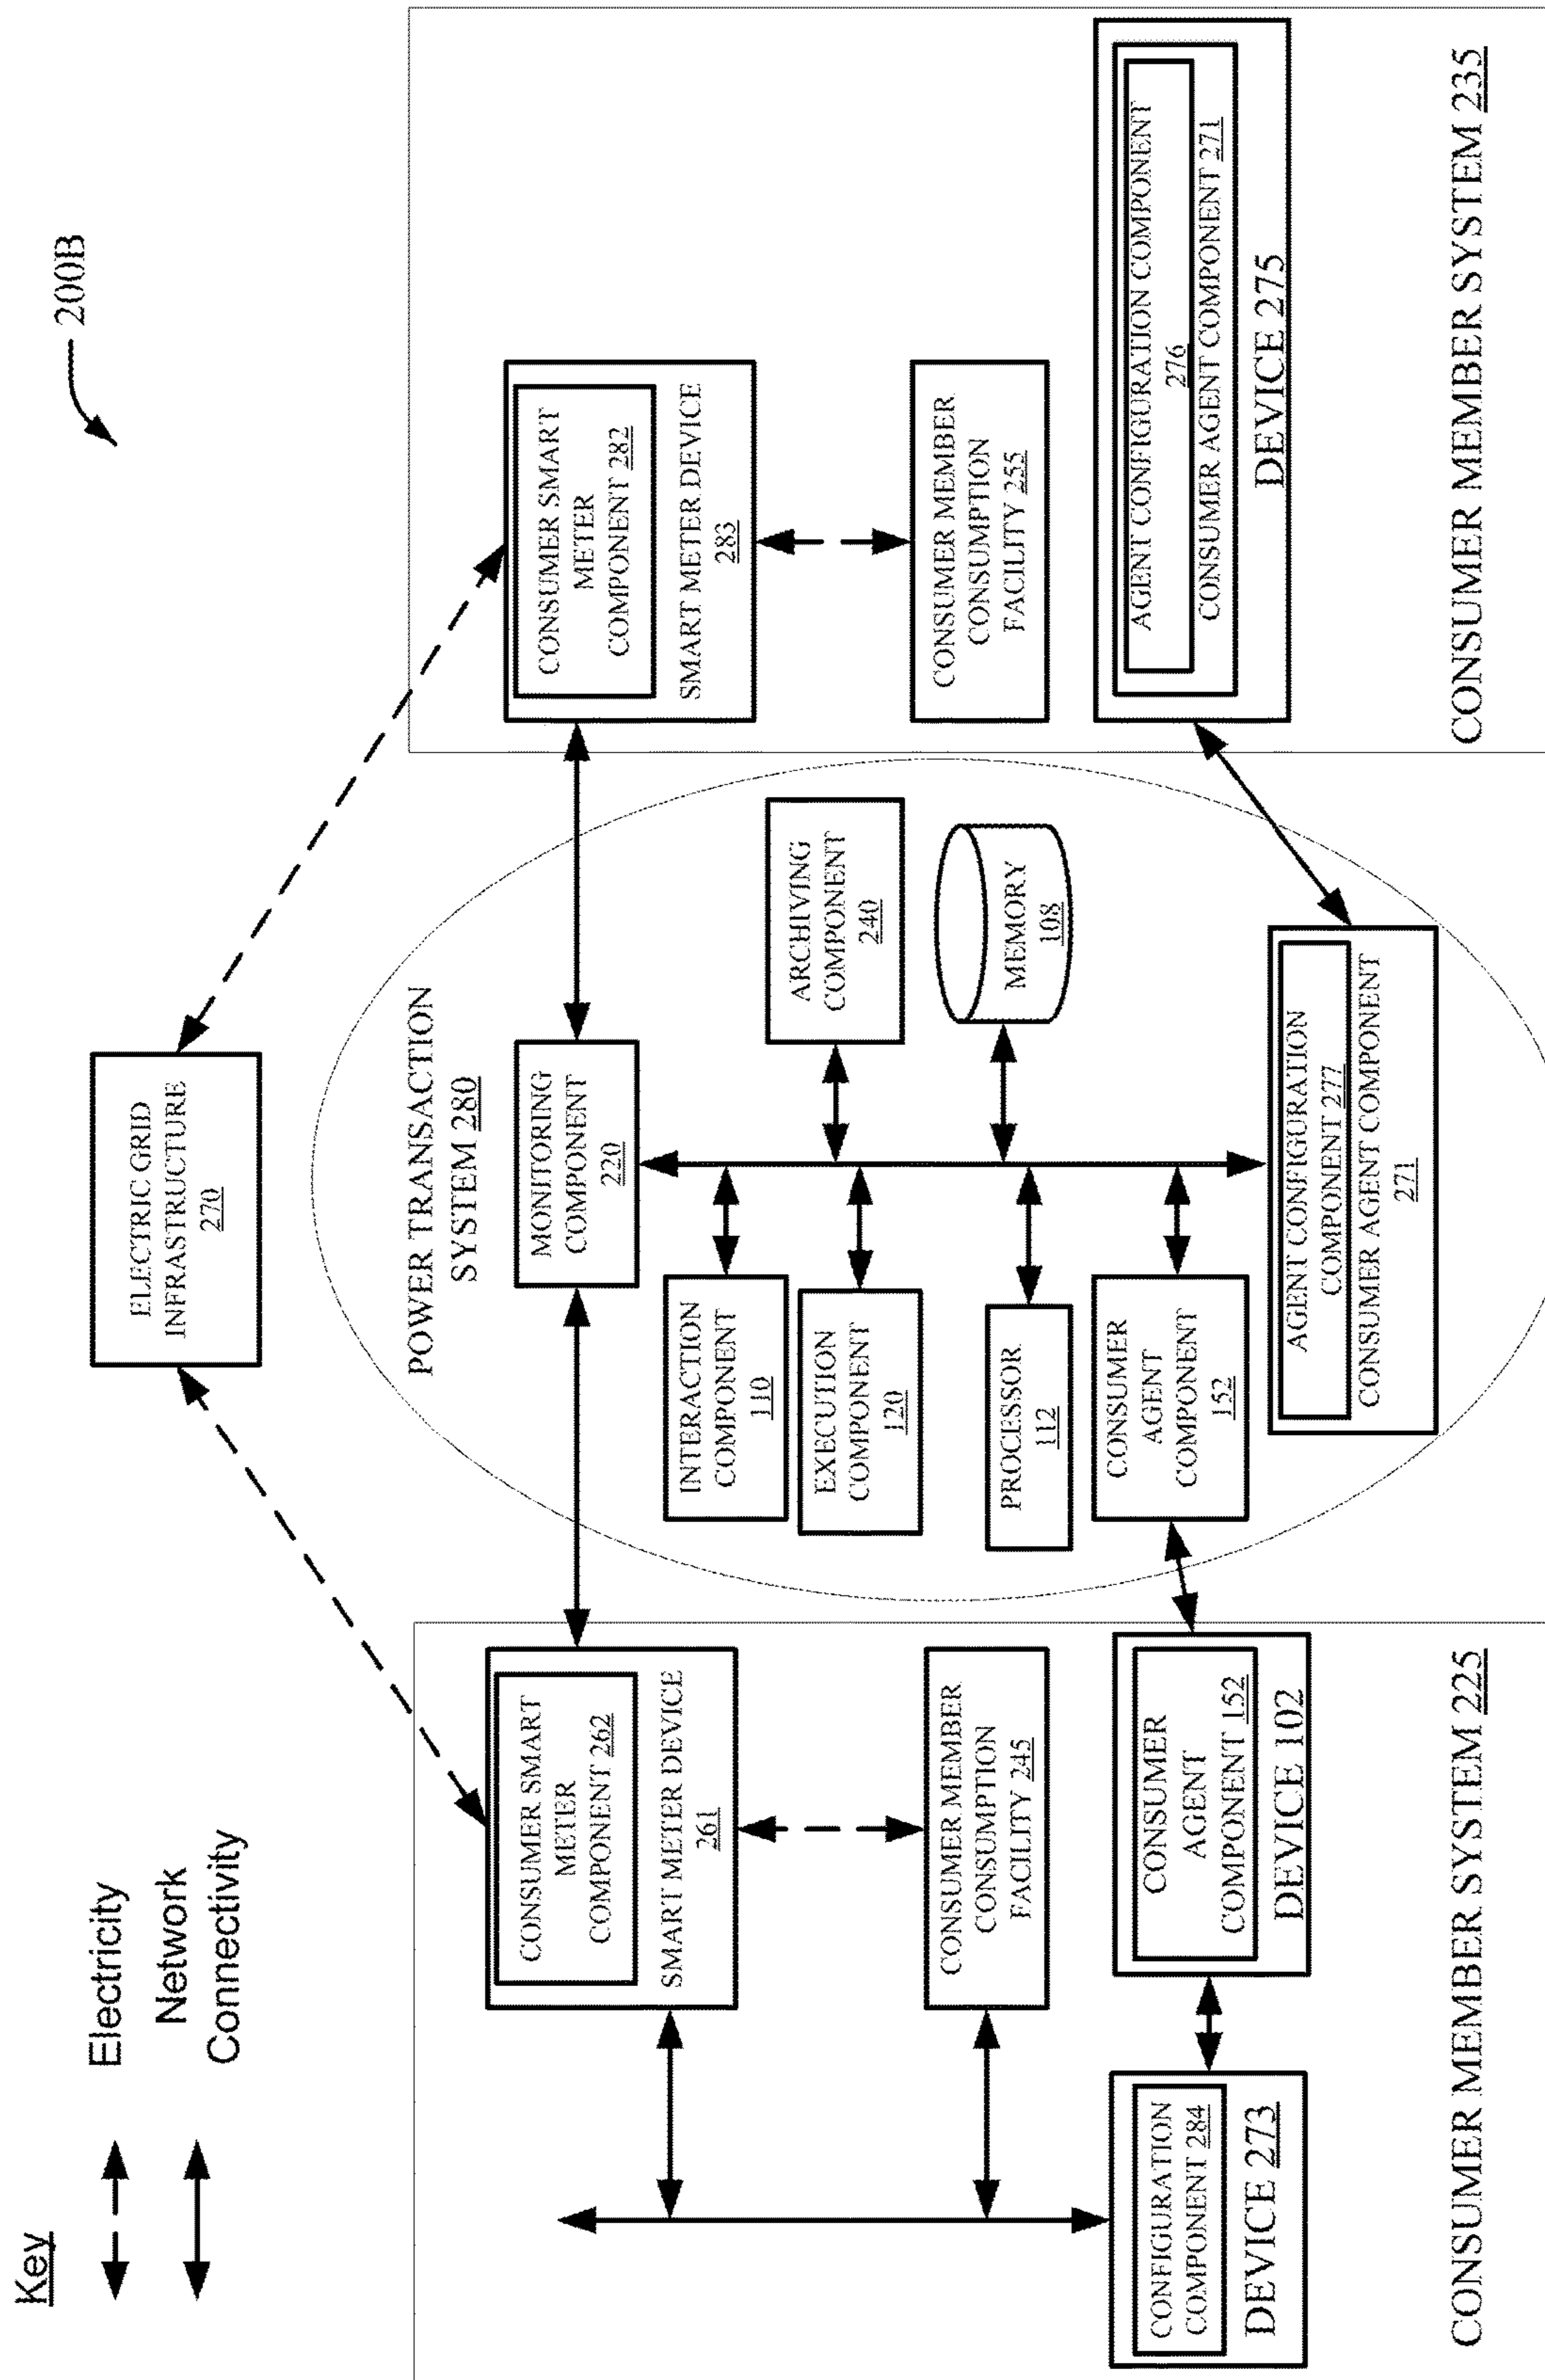 200B
Key
Electricity
Network
Connectivity
ELECTRIC GRID
INFRASTRUCTURE
270
POWER TRANSACTION
SYSTEM 280
CONSUMER SMART
METER
COMPONENT 262
SMART METER DEVICE
261
CONSUMER MEMBER
CONSUMPTION
FACILITY 245
CONFIGURATION
COMPONENT 284
DEVICE 273
CONSUMER
AGENT
COMPONENT 152
DEVICE 102
CONSUMER MEMBER SYSTEM 225
MONITORING
COMPONENT
220
INTERACTION
COMPONENT
110
EXECUTION
COMPONENT
120
PROCESSOR
112
CONSUMER
AGENT
COMPONENT
152
ARCHIVING
COMPONENT
240
MEMORY
108
AGENT CONFIGURATION
COMPONENT 277
CONSUMER AGENT COMPONENT
271
CONSUMER SMART
METER
COMPONENT 282
SMART METER DEVICE
283
CONSUMER MEMBER
CONSUMPTION
FACILITY 255
AGENT CONFIGURATION COMPONENT
276
CONSUMER AGENT COMPONENT 271
DEVICE 275
CONSUMER MEMBER SYSTEM 235